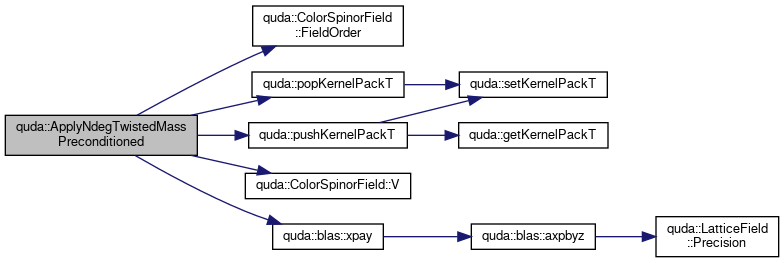 quda::ColorSpinorField
::FieldOrder
quda::popKernelPackT
quda::setKernelPackT
quda::ApplyNdegTwistedMass
Preconditioned
quda::pushKernelPackT
quda::getKernelPackT
quda::ColorSpinorField::V
quda::blas::xpay
quda::blas::axpbyz
quda::LatticeField
::Precision